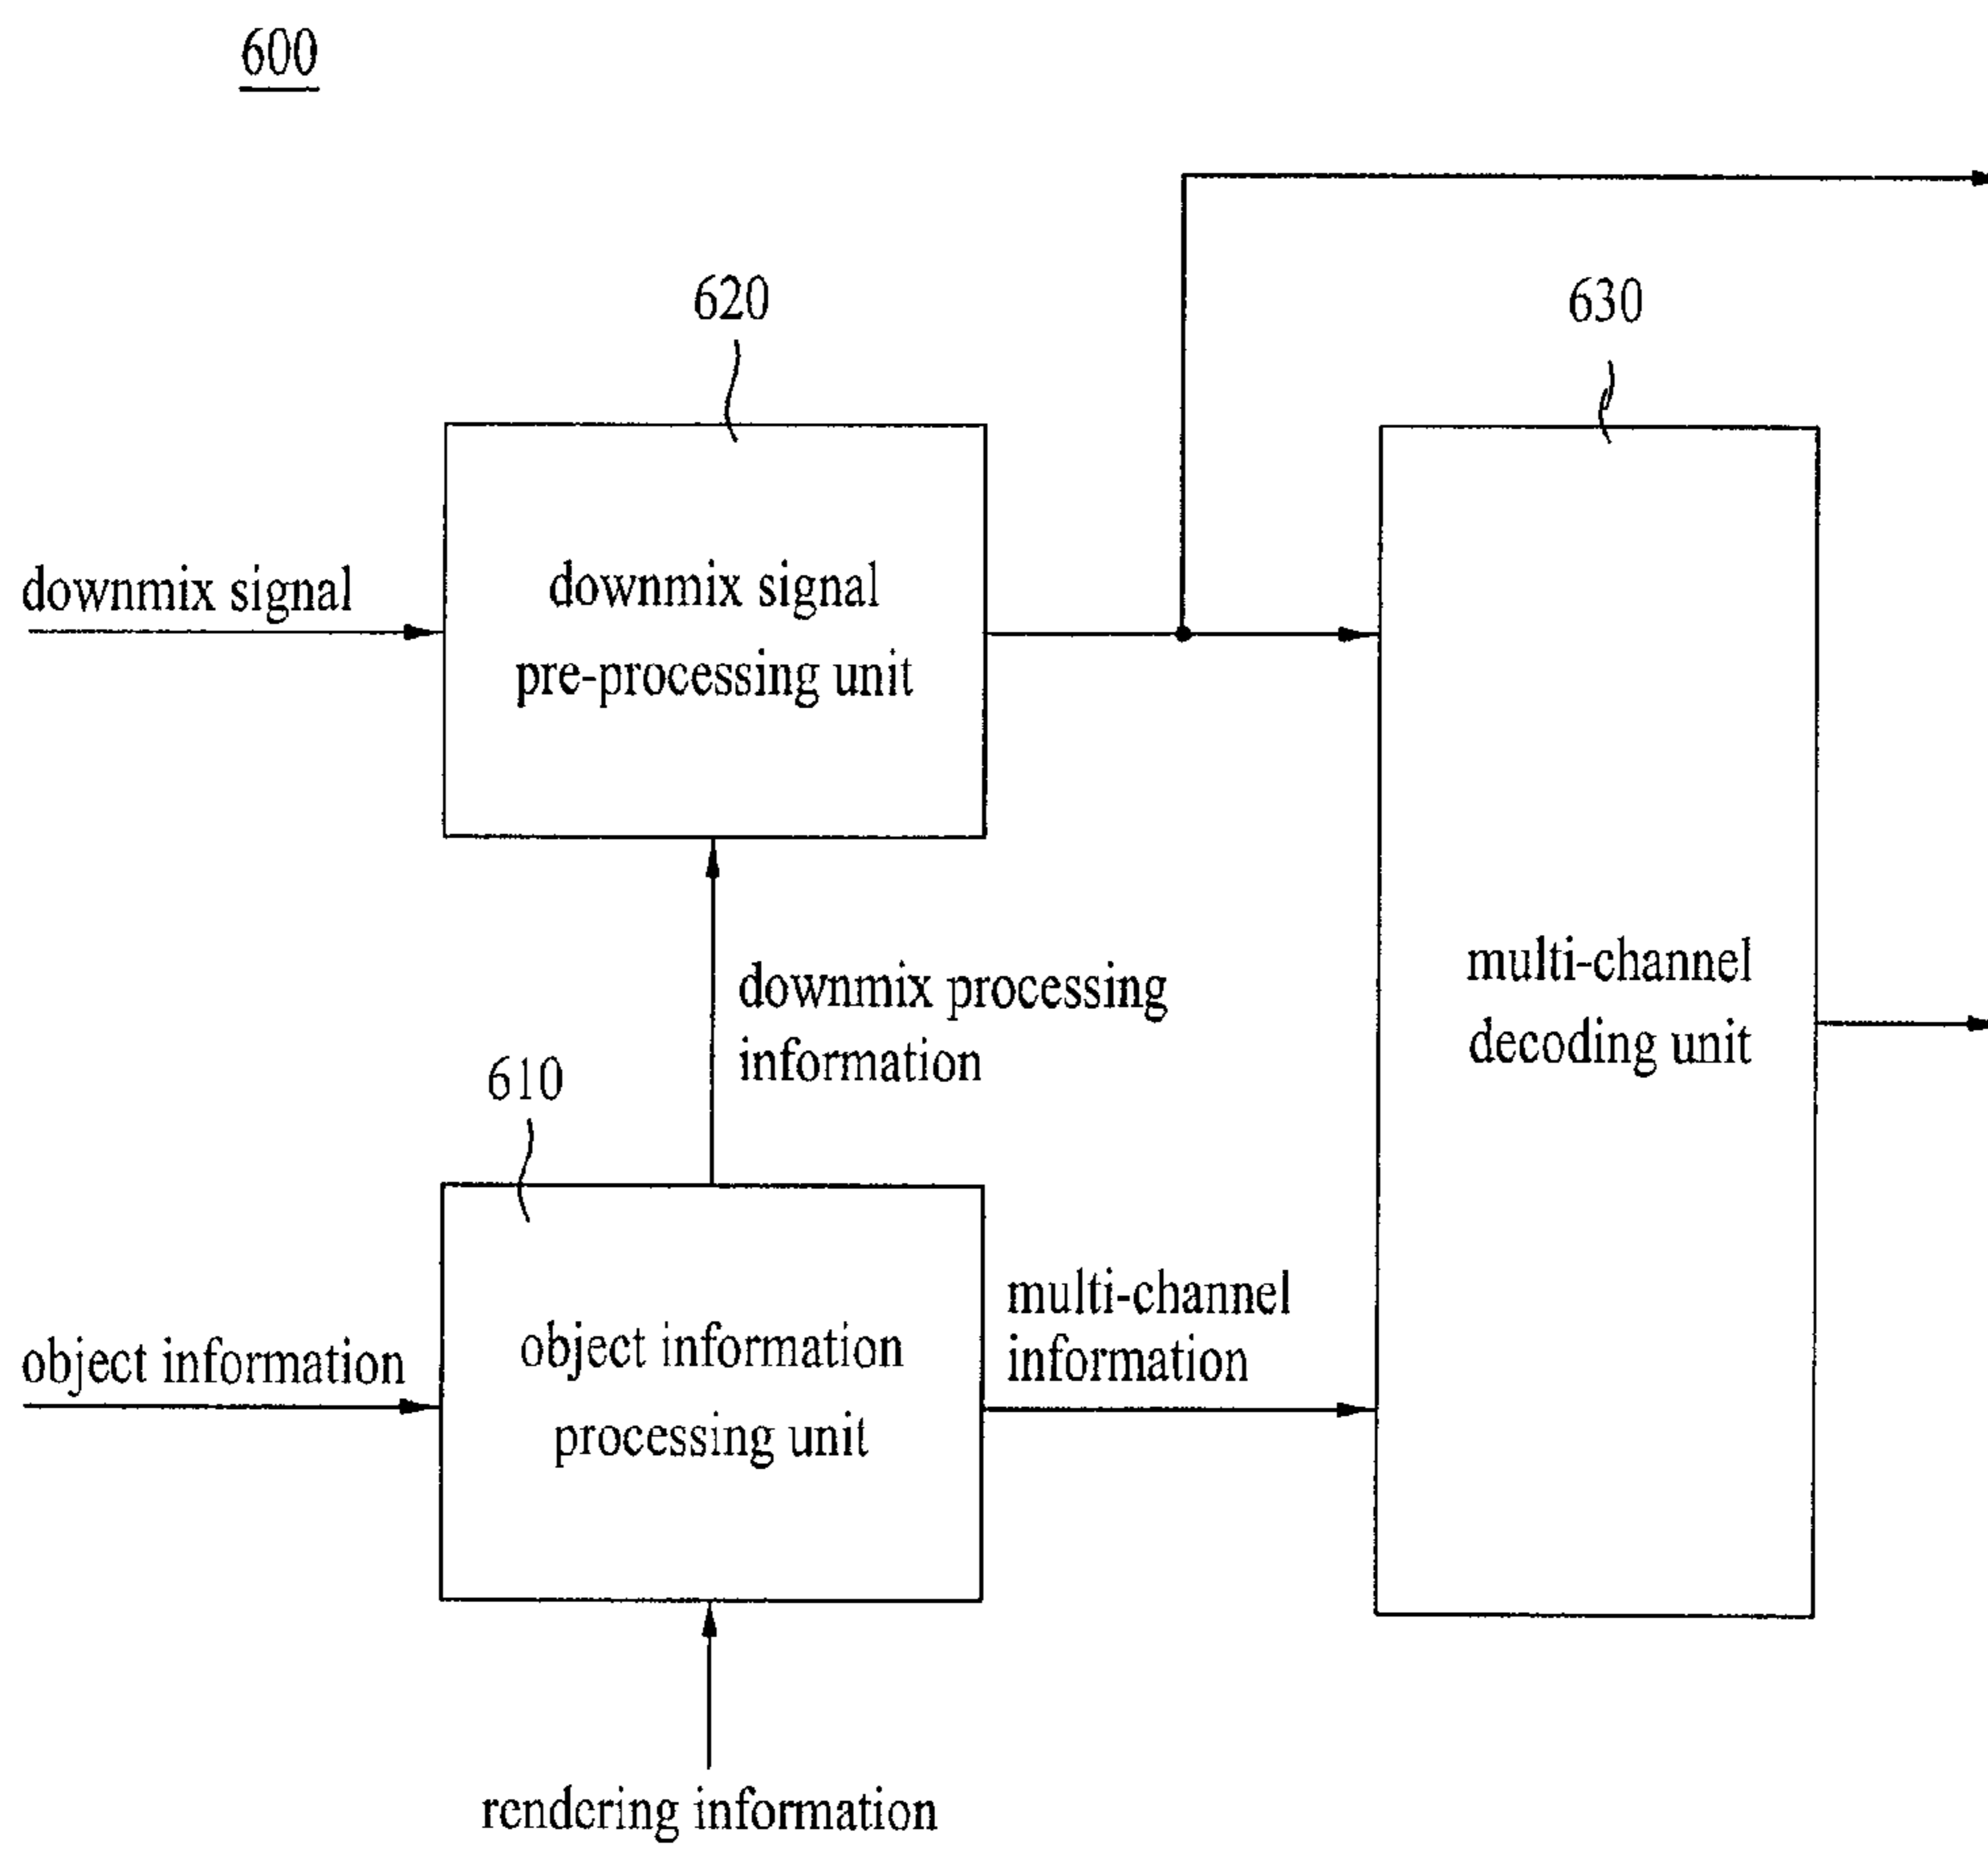 600
620
630
downmix signal
downmix signal
pre-processing unit
multi-channel
decoding unit
downmix processing
information
610
multi-channel
information
object information
object information
processing unit
rendering information